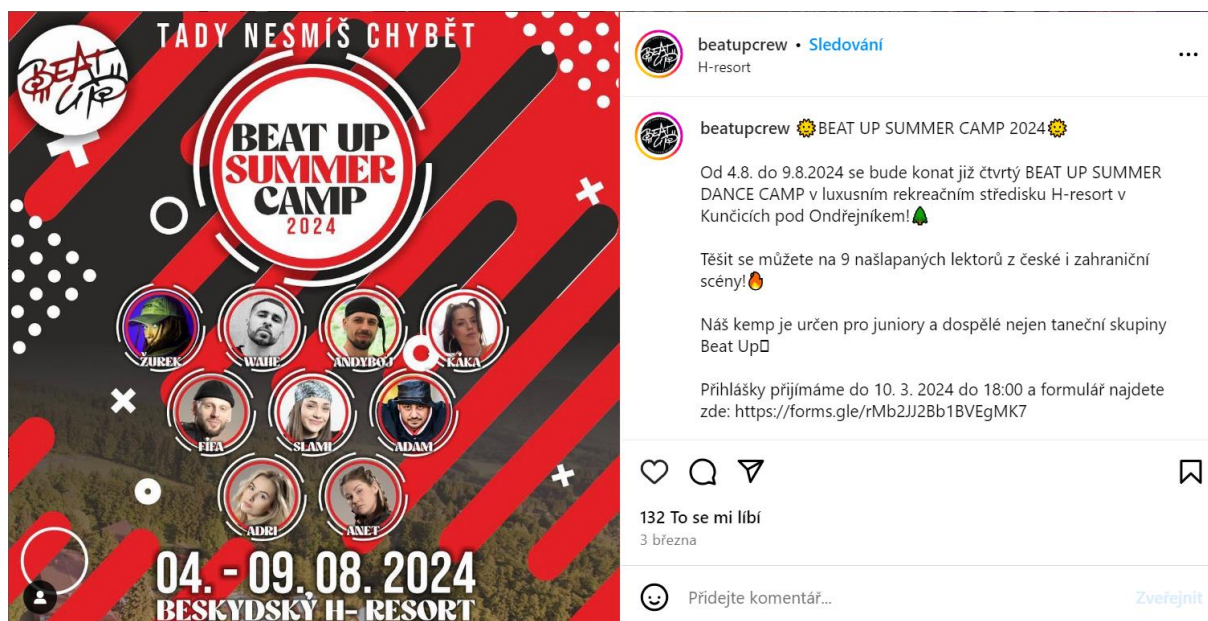 TADY NESMÍŠ CHYBĚT
BEAT
UP
BEAT UP
SUMMER
CAMP
2024
ŽUREK
WAHE
ANDYBOJ
KÁKA
FÍFA
SLAMI
ADAM
ADRI
ANET
04. - 09. 08. 2024
BESKYDSKÝ H- RESORT
beatupcrew • Sledování
H-resort
beatupcrew 🌞BEAT UP SUMMER CAMP 2024🌞
Od 4.8. do 9.8.2024 se bude konat již čtvrtý BEAT UP SUMMER
DANCE CAMP v luxusním rekreačním středisku H-resort v
Kunčicích pod Ondřejníkem!🌲
Těšit se můžete na 9 našlapaných lektorů z české i zahraniční
scény!🔥
Náš kemp je určen pro juniory a dospělé nejen taneční skupiny
Beat Up▯
Přihlášky přijímáme do 10. 3. 2024 do 18:00 a formulář najdete
zde: https://forms.gle/rMb2JJ2Bb1BVEgMK7
132 To se mi líbí
3 března
Přidejte komentář...
Zveřejnit